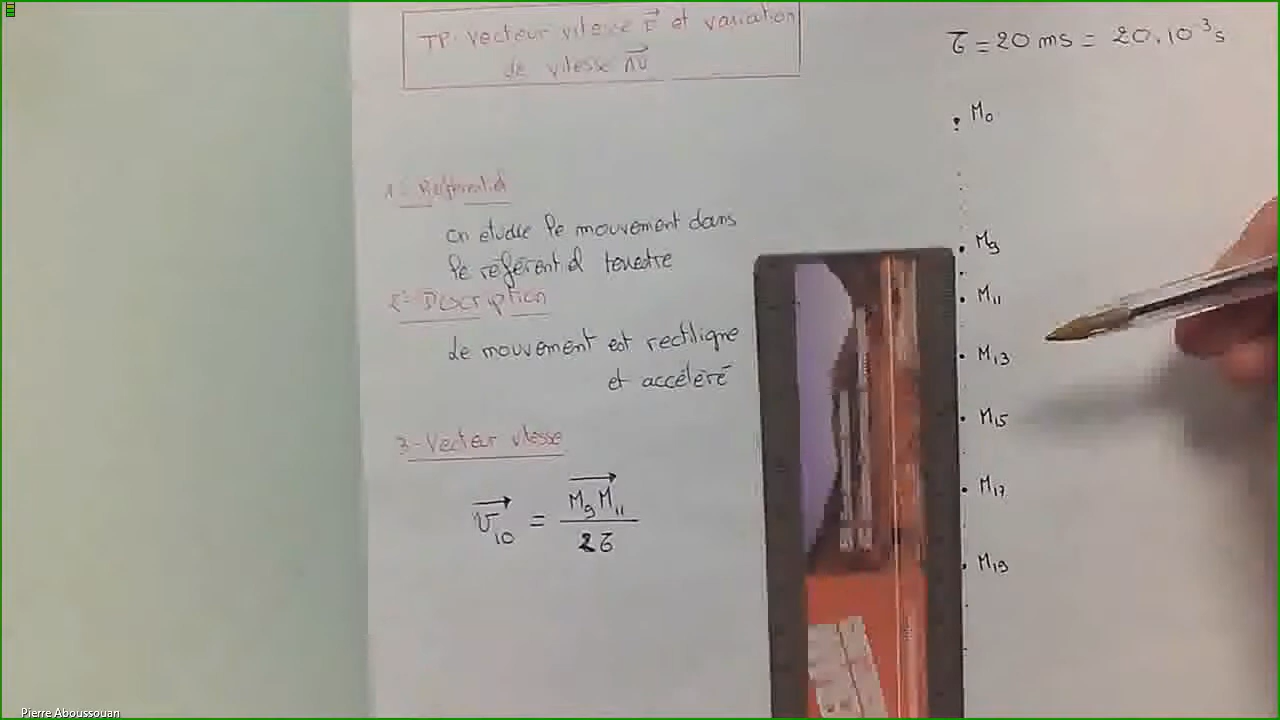 TP: Vecteur vitesse v et variation
de vitesse Δv
τ = 20 ms = 20.10⁻³ s
1- Référentiel
on étudie le mouvement dans
le référentiel terrestre
2- Description
Le mouvement est rectiligne
et accéléré
3- Vecteur vitesse
v₁₀ = M₉M₁₁ / 2τ
M₀
M₉
M₁₁
M₁₃
M₁₅
M₁₇
M₁₉
Pierre Aboussouan